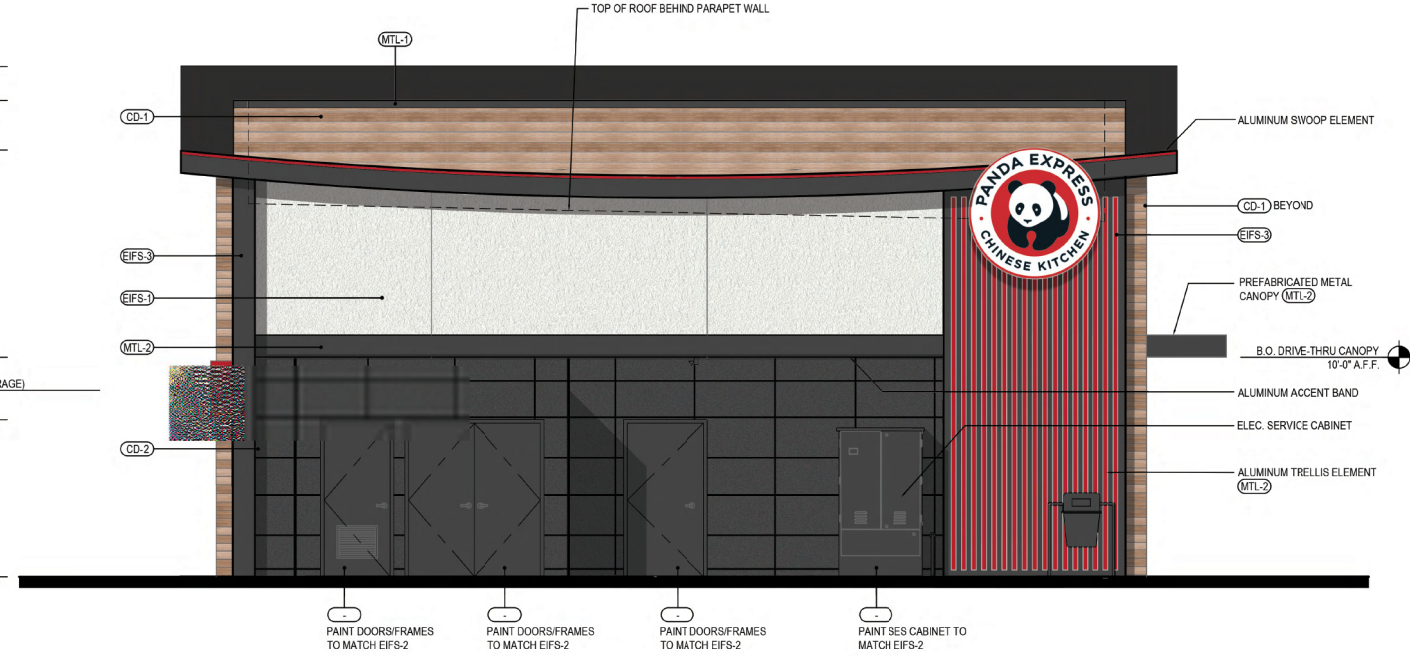 TOP OF ROOF BEHIND PARAPET WALL
MTL-1
CD-1
ALUMINUM SWOOP ELEMENT
PANDA EXPRESS
CHINESE KITCHEN
CD-1 BEYOND
EIFS-3
EIFS-3
EIFS-1
PREFABRICATED METAL
CANOPY MTL-2
MTL-2
B.O. DRIVE-THRU CANOPY
10'-0" A.F.F.
RAGE)
ALUMINUM ACCENT BAND
ELEC. SERVICE CABINET
CD-2
ALUMINUM TRELLIS ELEMENT
MTL-2
-
PAINT DOORS/FRAMES
TO MATCH EIFS-2
-
PAINT DOORS/FRAMES
TO MATCH EIFS-2
-
PAINT DOORS/FRAMES
TO MATCH EIFS-2
-
PAINT SES CABINET TO
MATCH EIFS-2